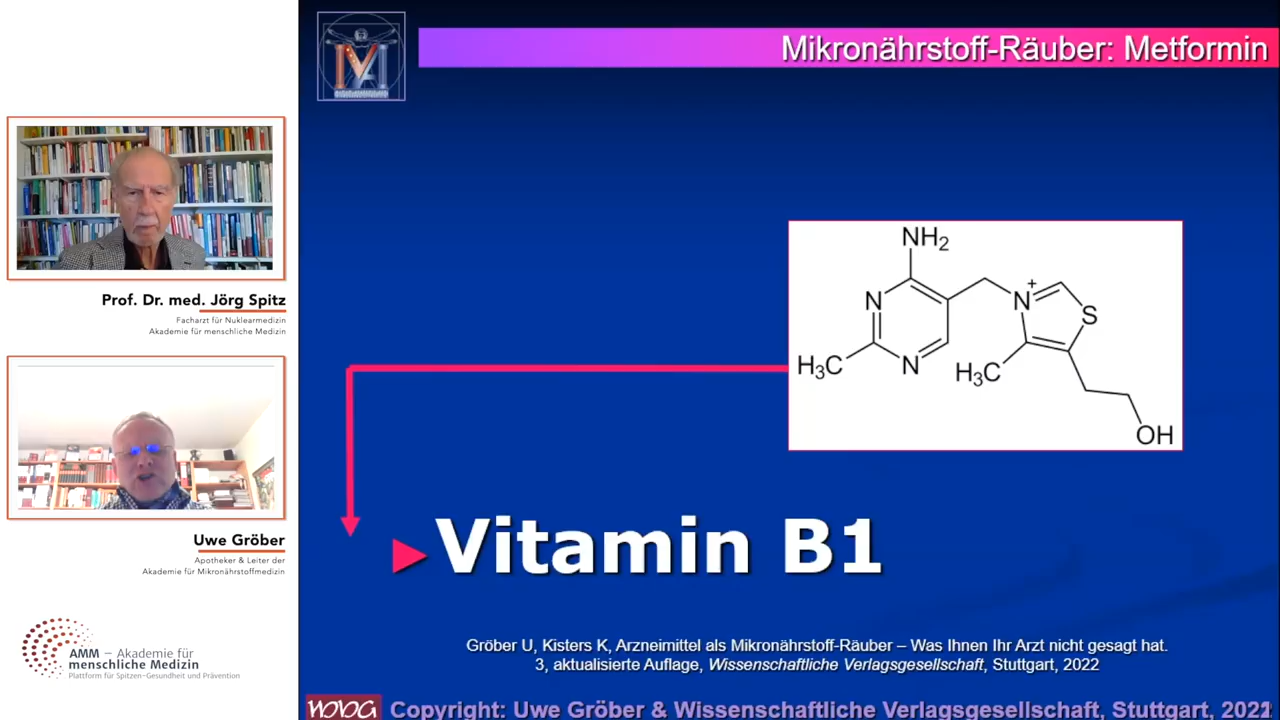 Mikronährstoff-Räuber: Metformin
Prof. Dr. med. Jörg Spitz
Facharzt für Nuklearmedizin
Akademie für menschliche Medizin
Uwe Gröber
Apotheker & Leiter der
Akademie für Mikronährstoffmedizin
AMM – Akademie für
menschliche Medizin
Plattform für Spitzen-Gesundheit und Prävention
NH2
N
N
H3C
N+
S
H3C
OH
Vitamin B1
Gröber U, Kisters K, Arzneimittel als Mikronährstoff-Räuber – Was Ihnen Ihr Arzt nicht gesagt hat.
3, aktualisierte Auflage, Wissenschaftliche Verlagsgesellschaft, Stuttgart, 2022
Copyright: Uwe Gröber & Wissenschaftliche Verlagsgesellschaft, Stuttgart, 2021